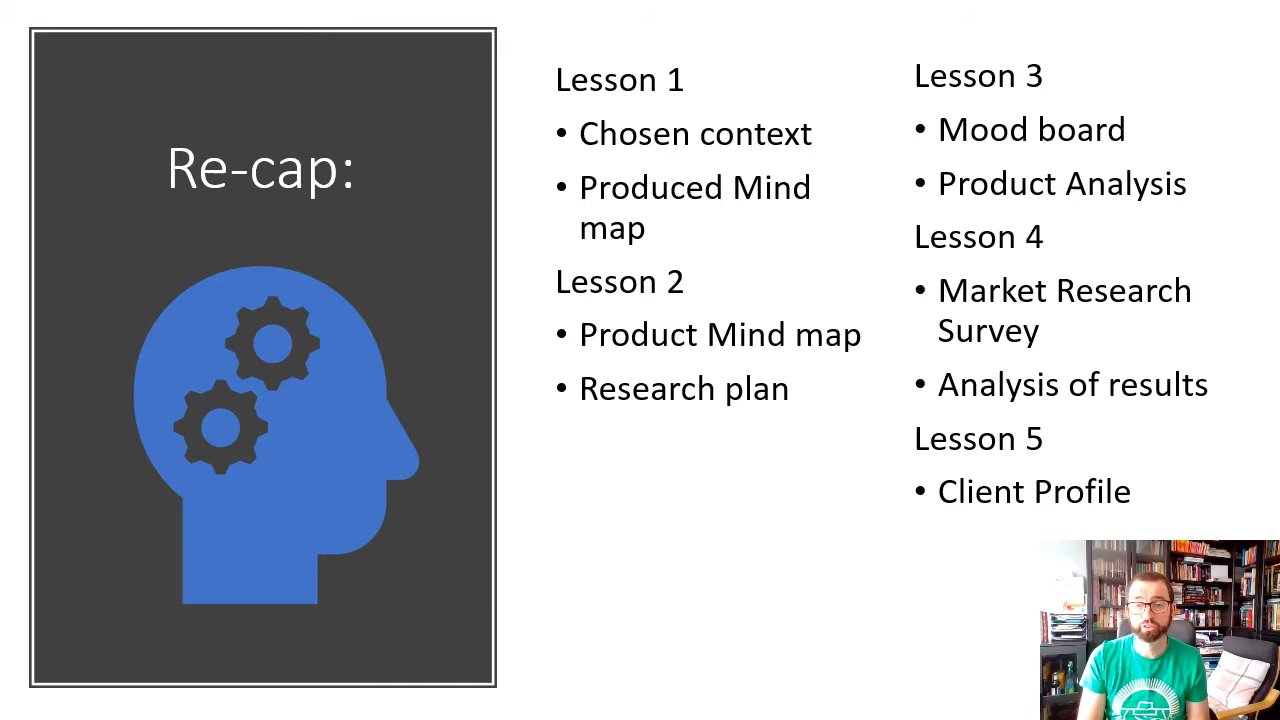 Re-cap:
Lesson 1
• Chosen context
• Produced Mind
map
Lesson 2
• Product Mind map
• Research plan
Lesson 3
• Mood board
• Product Analysis
Lesson 4
• Market Research
Survey
• Analysis of results
Lesson 5
• Client Profile